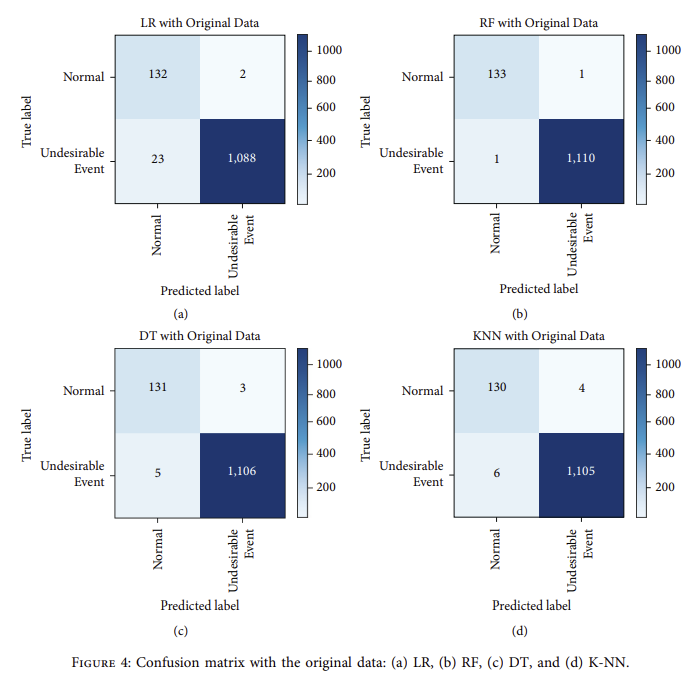 LR with Original Data
True label
Normal
Undesirable
Event
132
2
23
1,088
1000
800
600
400
200
Normal
Undesirable
Event
Predicted label
(a)
RF with Original Data
True label
Normal
Undesirable
Event
133
1
1
1,110
1000
800
600
400
200
Normal
Undesirable
Event
Predicted label
(b)
DT with Original Data
True label
Normal
Undesirable
Event
131
3
5
1,106
1000
800
600
400
200
Normal
Undesirable
Event
Predicted label
(c)
KNN with Original Data
True label
Normal
Undesirable
Event
130
4
6
1,105
1000
800
600
400
200
Normal
Undesirable
Event
Predicted label
(d)
FIGURE 4: Confusion matrix with the original data: (a) LR, (b) RF, (c) DT, and (d) K-NN.